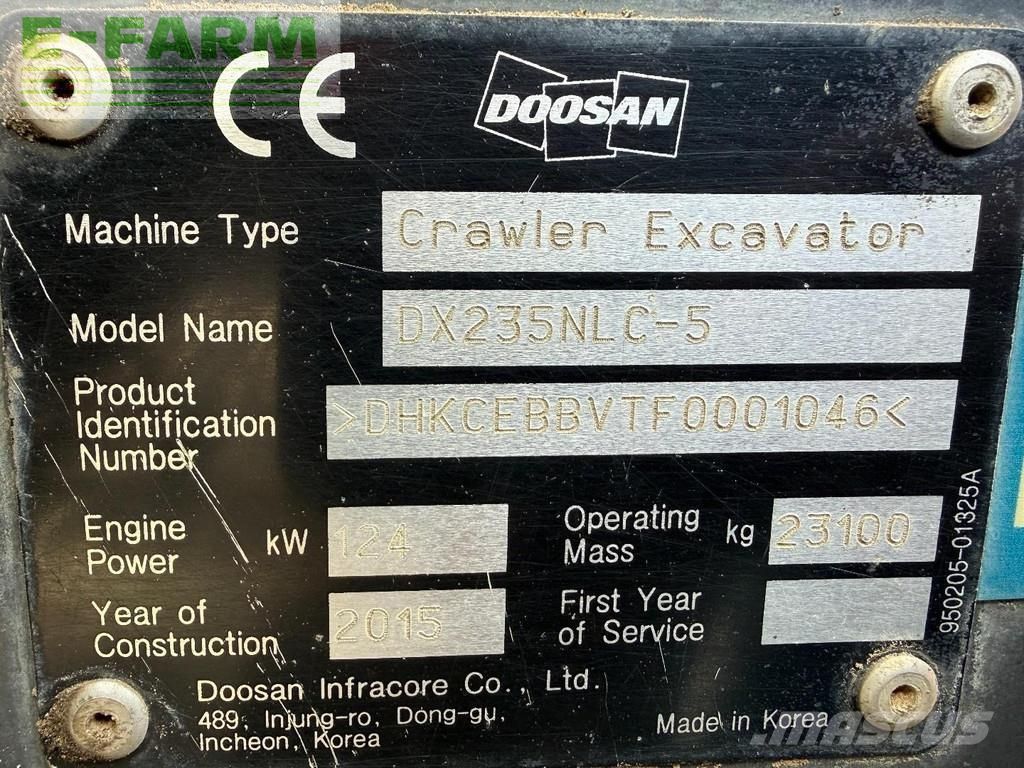 E-FARM
CE
DOOSAN
Machine Type Crawler Excavator
Model Name DX235NLC-5
Product
Identification
Number >DHKCEBBVTF0001046<
Engine
Power kW 124
Operating
Mass kg 23100
Year of
Construction 2015
First Year
of Service
Doosan Infracore Co., Ltd.
489, Injung-ro, Dong-gu,
Incheon, Korea
Made in Korea
950205-01325A
MASCUS